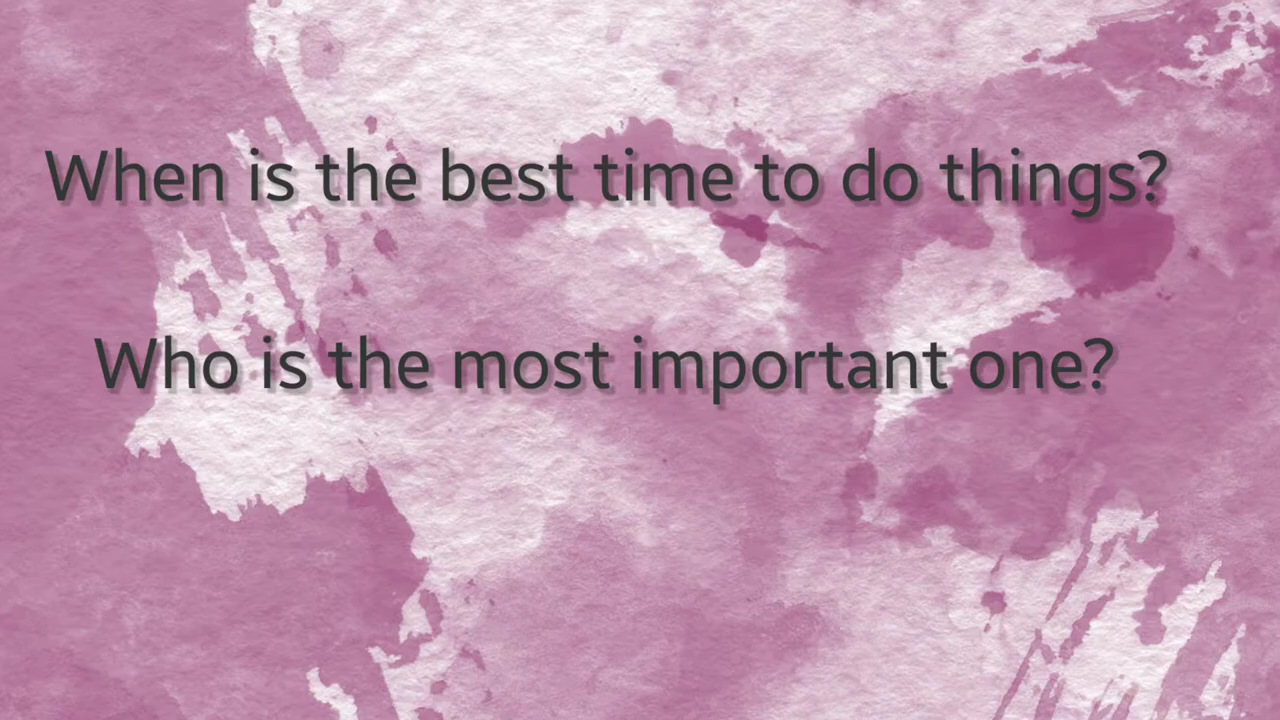 When is the best time to do things?
Who is the most important one?